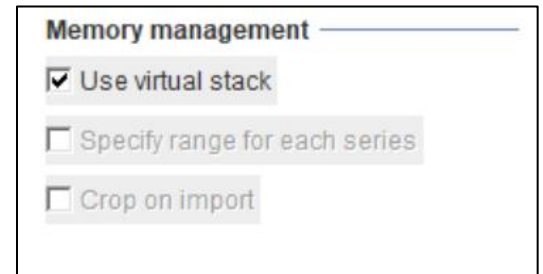 Memory management
Use virtual stack
Specify range for each series
Crop on import